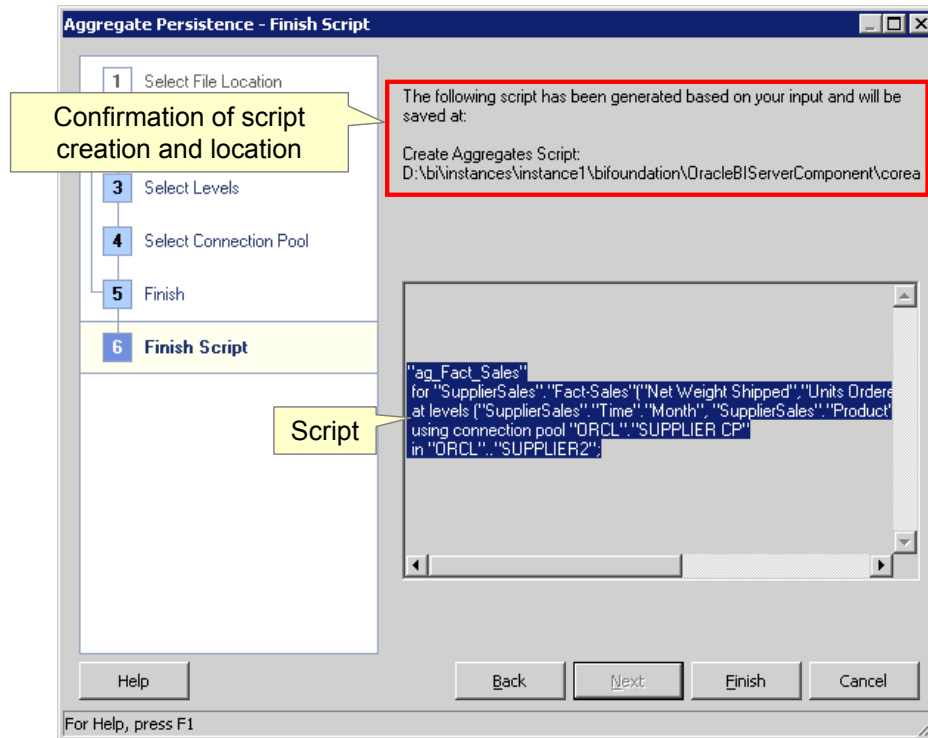 Aggregate Persistence - Finish Script
1 Select File Location
Confirmation of script
creation and location
3 Select Levels
4 Select Connection Pool
5 Finish
6 Finish Script
The following script has been generated based on your input and will be
saved at:
Create Aggregates Script:
D:\bi\instances\instance1\bifoundation\OracleBIServerComponent\corea
Script
"ag_Fact_Sales"
for "SupplierSales"."Fact-Sales"("Net Weight Shipped","Units Ordere
at levels ("SupplierSales"."Time"."Month", "SupplierSales"."Product"
using connection pool "ORCL"."SUPPLIER CP"
in "ORCL".."SUPPLIER2";
Help
Back
Next
Finish
Cancel
For Help, press F1